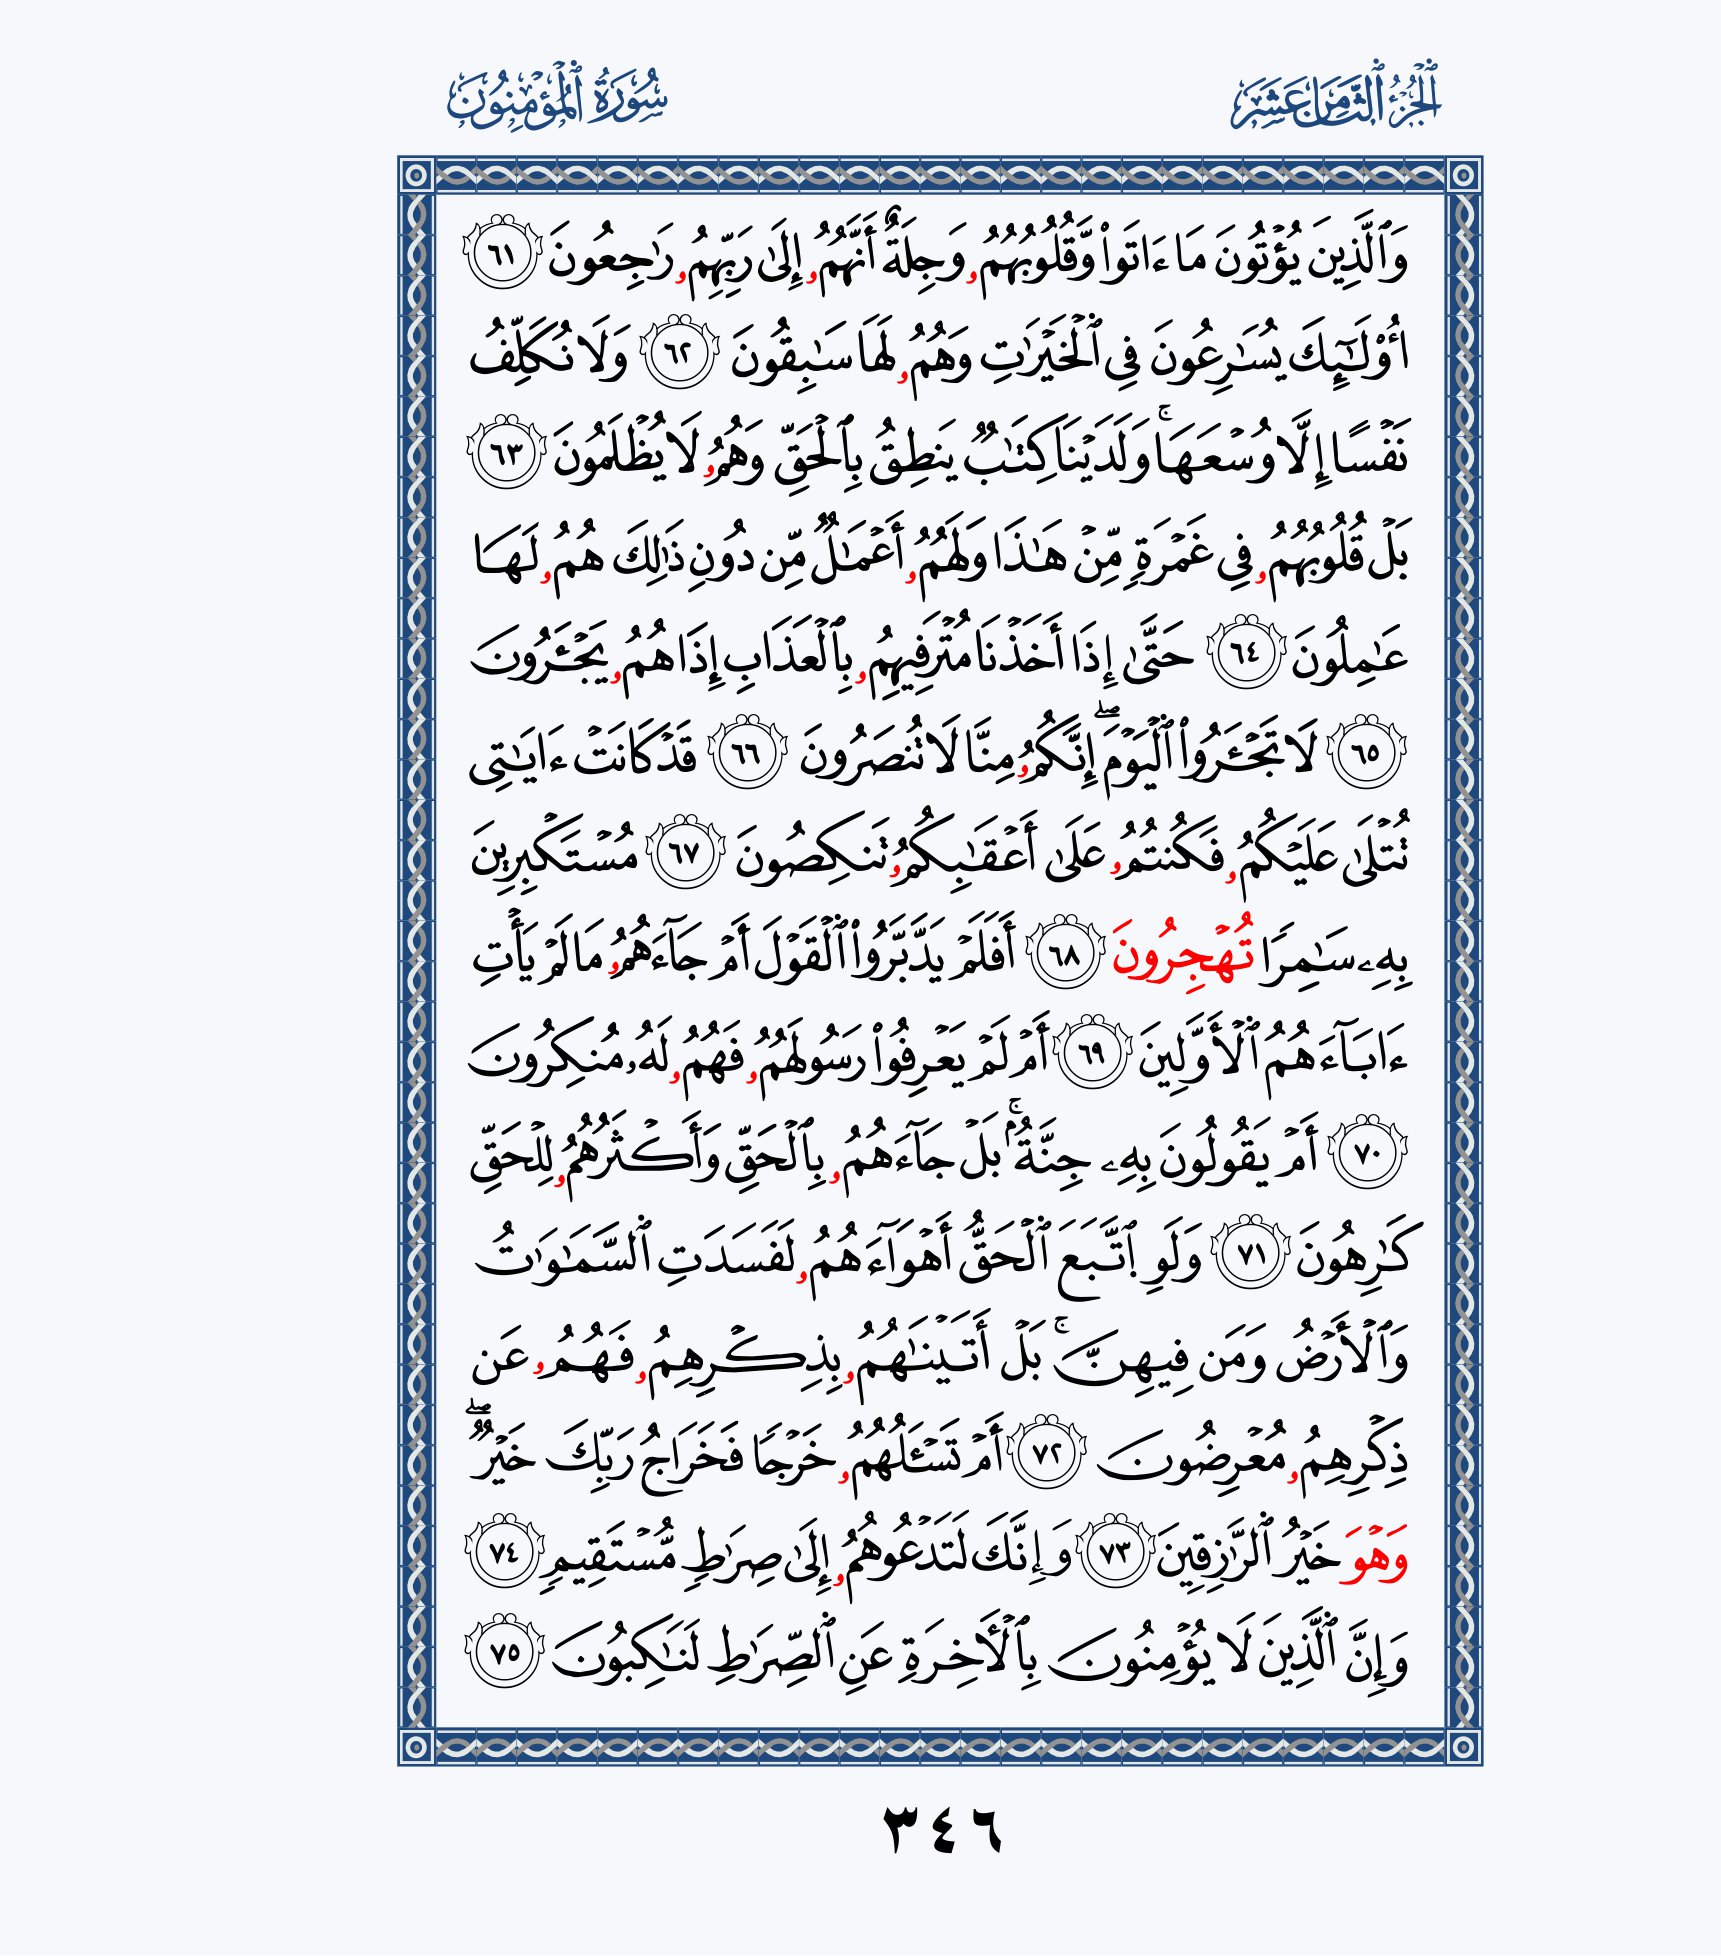 الجُزْءُ الثَّامِنَ عَشَرَ
سُورَةُ الْمُؤْمِنُونَ
وَٱلَّذِينَ يُؤْتُونَ مَا ءَاتَوا۟ وَّقُلُوبُهُمُۥ وَجِلَةٌ أَنَّهُمُۥ إِلَىٰ رَبِّهِمُۥ رَٰجِعُونَ ٦١
أُو۟لَٰٓئِكَ يُسَٰرِعُونَ فِي ٱلْخَيْرَٰتِ وَهُمُۥ لَهَا سَٰبِقُونَ ٦٢ وَلَا نُكَلِّفُ
نَفْسًا إِلَّا وُسْعَهَاۚ وَلَدَيْنَا كِتَٰبٌ يَنطِقُ بِٱلْحَقِّ وَهُمُۥ لَا يُظْلَمُونَ ٦٣
بَلْ قُلُوبُهُمُۥ فِي غَمْرَةٍ مِّنْ هَٰذَا وَلَهُمُۥ أَعْمَٰلٌ مِّن دُونِ ذَٰلِكَ هُمُۥ لَهَا
عَٰمِلُونَ ٦٤ حَتَّىٰ إِذَا أَخَذْنَا مُتْرَفِيهِمُۥ بِٱلْعَذَابِ إِذَا هُمُۥ يَجْـَٔرُونَ
٦٥ لَا تَجْـَٔرُوا۟ ٱلْيَوْمَۖ إِنَّكُمُۥ مِنَّا لَا تُنصَرُونَ ٦٦ قَدْ كَانَتْ ءَايَٰتِى
تُتْلَىٰ عَلَيْكُمُۥ فَكُنتُمُۥ عَلَىٰ أَعْقَٰبِكُمُۥ تَنكِصُونَ ٦٧ مُسْتَكْبِرِينَ
بِهِۦ سَٰمِرًا تُهْجِرُونَ ٦٨ أَفَلَمْ يَدَّبَّرُوا۟ ٱلْقَوْلَ أَمْ جَآءَهُمُۥ مَا لَمْ يَأْتِ
ءَابَآءَهُمُ ٱلْأَوَّلِينَ ٦٩ أَمْ لَمْ يَعْرِفُوا۟ رَسُولَهُمُۥ فَهُمُۥ لَهُۥ مُنكِرُونَ
٧٠ أَمْ يَقُولُونَ بِهِۦ جِنَّةٌۢۚ بَلْ جَآءَهُمُۥ بِٱلْحَقِّ وَأَكْثَرُهُمُۥ لِلْحَقِّ
كَٰرِهُونَ ٧١ وَلَوِ ٱتَّبَعَ ٱلْحَقُّ أَهْوَآءَهُمُۥ لَفَسَدَتِ ٱلسَّمَٰوَٰتُ
وَٱلْأَرْضُ وَمَن فِيهِنَّۚ بَلْ أَتَيْنَٰهُمُۥ بِذِكْرِهِمُۥ فَهُمُۥ عَن
ذِكْرِهِمُۥ مُعْرِضُونَ ٧٢ أَمْ تَسْـَٔلُهُمُۥ خَرْجًا فَخَرَاجُ رَبِّكَ خَيْرٌۖ
وَهْوَ خَيْرُ ٱلرَّٰزِقِينَ ٧٣ وَإِنَّكَ لَتَدْعُوهُمُۥ إِلَىٰ صِرَٰطٍ مُّسْتَقِيمٍ ٧٤
وَإِنَّ ٱلَّذِينَ لَا يُؤْمِنُونَ بِٱلْأَخِرَةِ عَنِ ٱلصِّرَٰطِ لَنَٰكِبُونَ ٧٥
٣٤٦